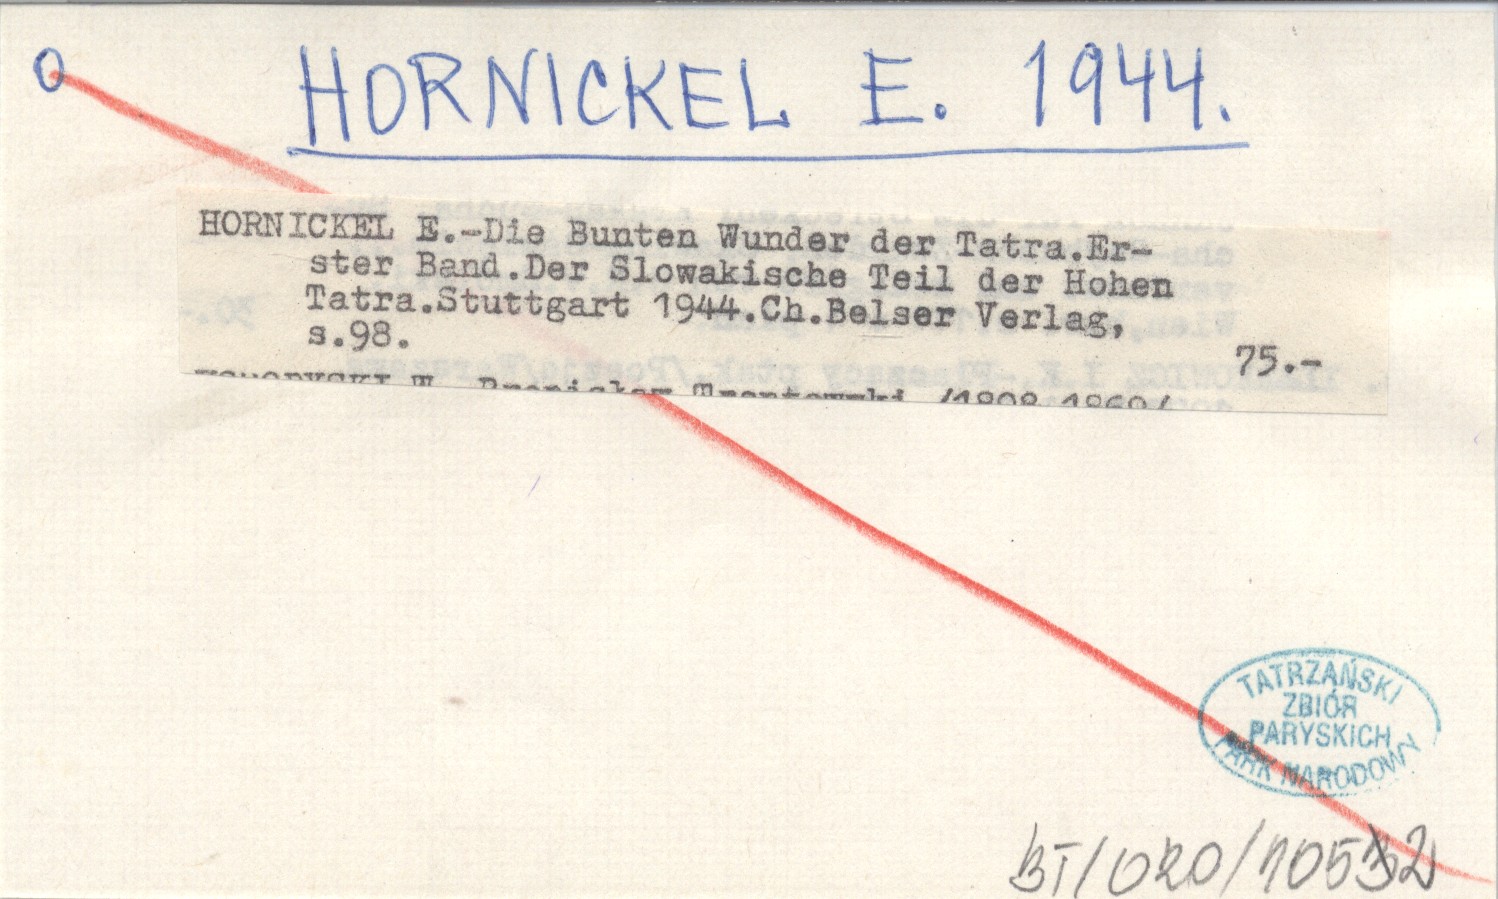 O
HORNICKEL E. 1944.
HORNICKEL E.-Die Bunten Wunder der Tatra.Er-
ster Band.Der Slowakische Teil der Hohen
Tatra.Stuttgart 1944.Ch.Belser Verlag,
s.98.
75.-
TATRZAŃSKI
ZBIÓR
PARYSKICH
PARK NARODOWY
BT/020/10532